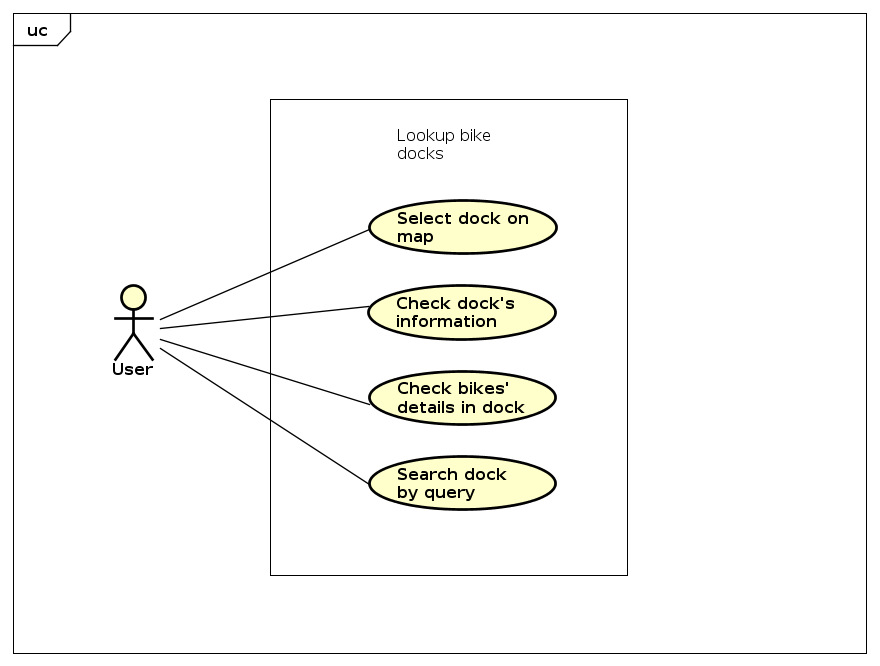 uc
Lookup bike
docks
Select dock on
map
Check dock's
information
User
Check bikes'
details in dock
Search dock
by query